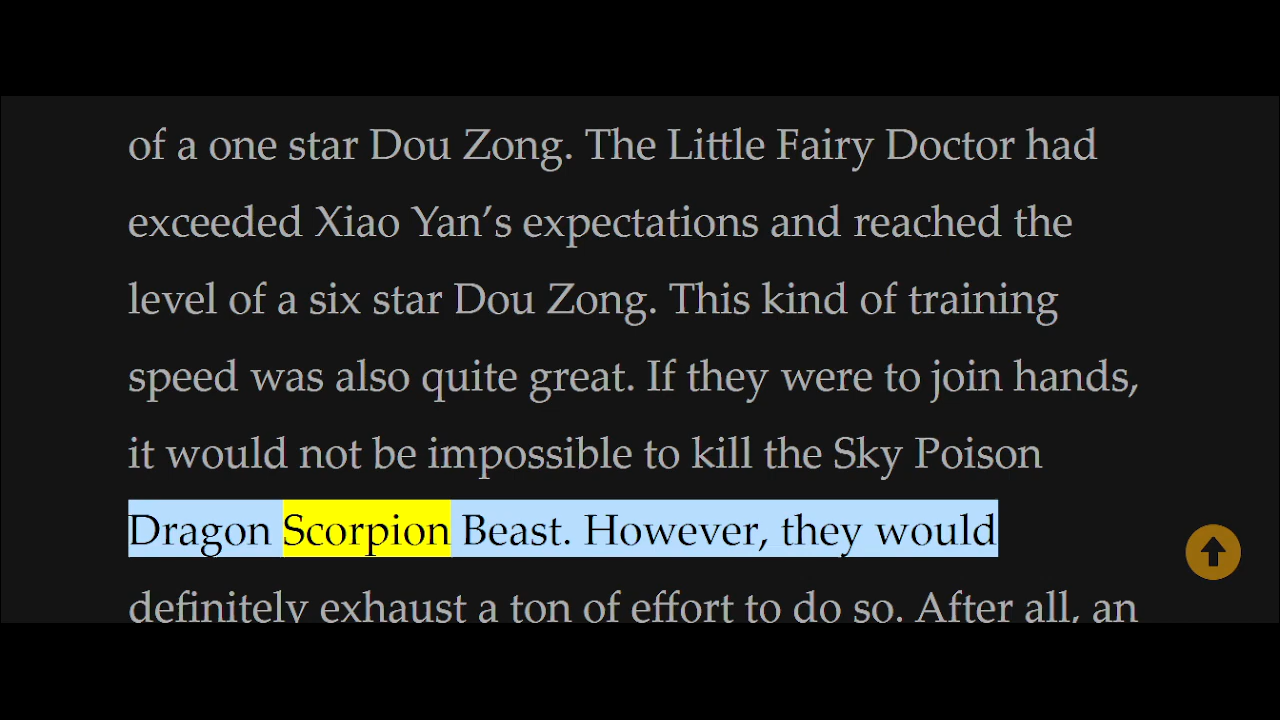 of a one star Dou Zong. The Little Fairy Doctor had
exceeded Xiao Yan’s expectations and reached the
level of a six star Dou Zong. This kind of training
speed was also quite great. If they were to join hands,
it would not be impossible to kill the Sky Poison
Dragon Scorpion Beast. However, they would
definitely exhaust a ton of effort to do so. After all, an